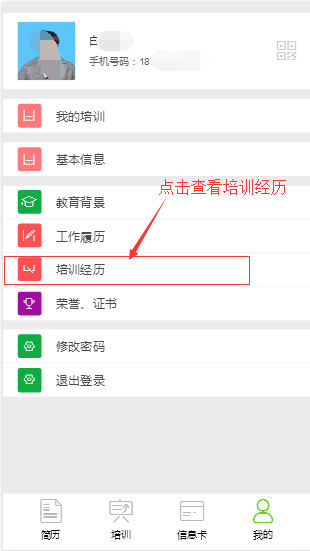 白
手机号码：18
我的培训
基本信息
点击查看培训经历
教育背景
工作履历
培训经历
荣誉、证书
修改密码
退出登录
简历
培训
信息卡
我的